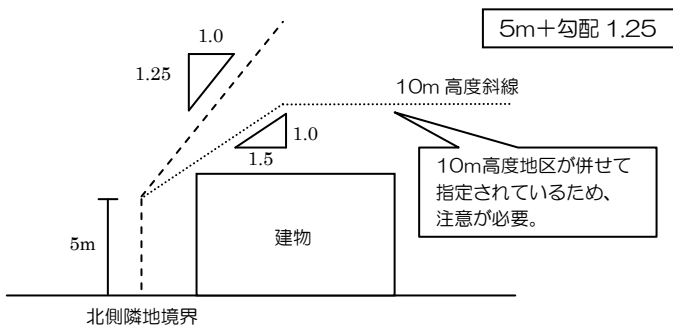 5m+勾配 1.25
1.0
1.25
10m 高度斜線
1.0
1.5
10m高度地区が併せて
指定されているため、
注意が必要。
5m
建物
北側隣地境界